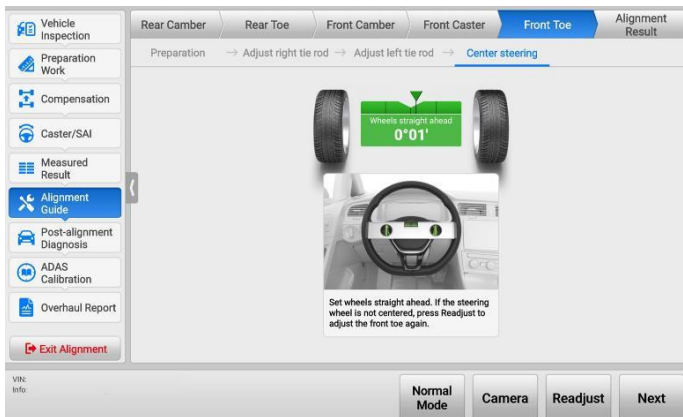 Vehicle
Inspection
Preparation
Work
Compensation
Caster/SAI
Measured
Result
Alignment
Guide
Post-alignment
Diagnosis
ADAS
Calibration
Overhaul Report
Exit Alignment
Rear Camber
Rear Toe
Front Camber
Front Caster
Front Toe
Alignment
Result
Preparation → Adjust right tie rod → Adjust left tie rod → Center steering
Wheels straight ahead
0°01'
Set wheels straight ahead. If the steering
wheel is not centered, press Readjust to
adjust the front toe again.
VIN:
Info:
Normal
Mode
Camera
Readjust
Next